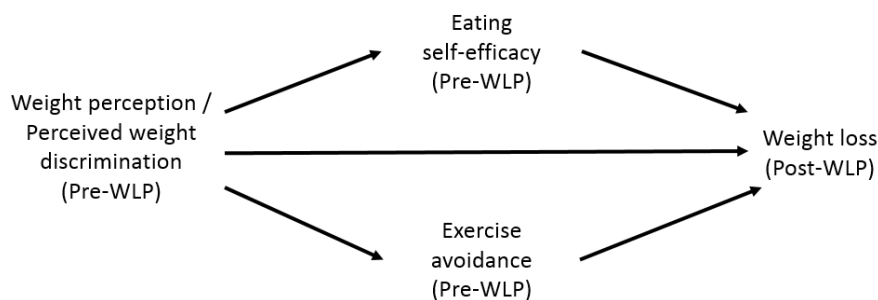 Eating
self-efficacy
(Pre-WLP)
Weight perception /
Perceived weight
discrimination
(Pre-WLP)
Weight loss
(Post-WLP)
Exercise
avoidance
(Pre-WLP)